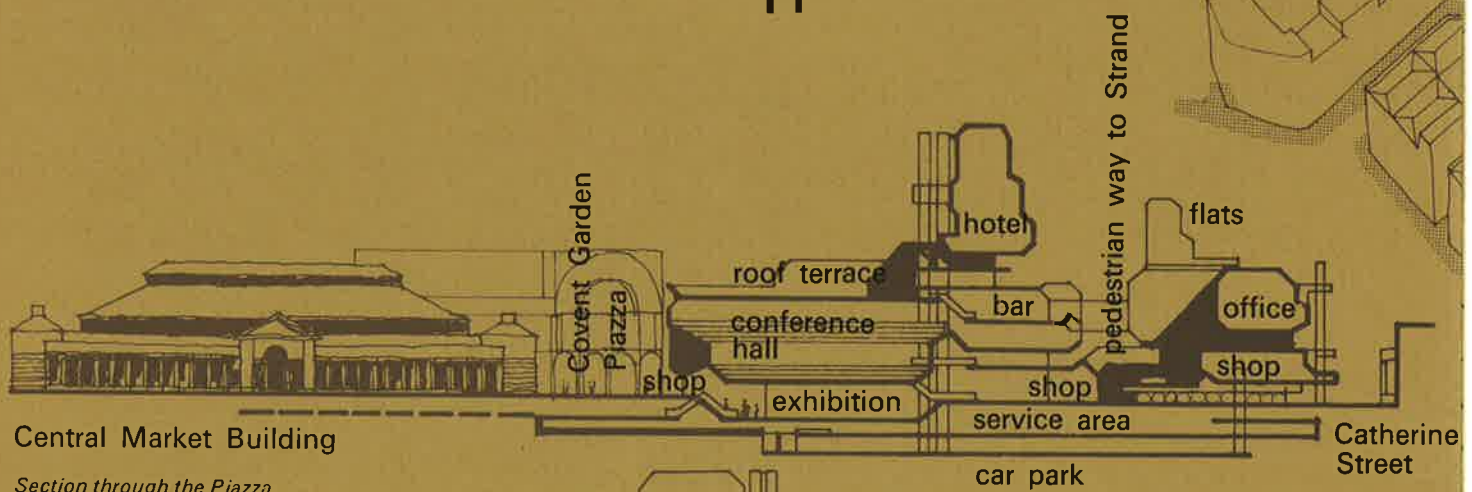 pedestrian way to Strand
Covent Garden
Piazza
hotel
flats
roof terrace
bar
office
conference
hall
shop
exhibition
shop
shop
service area
car park
Central Market Building
Catherine
Street
Section through the Piazza